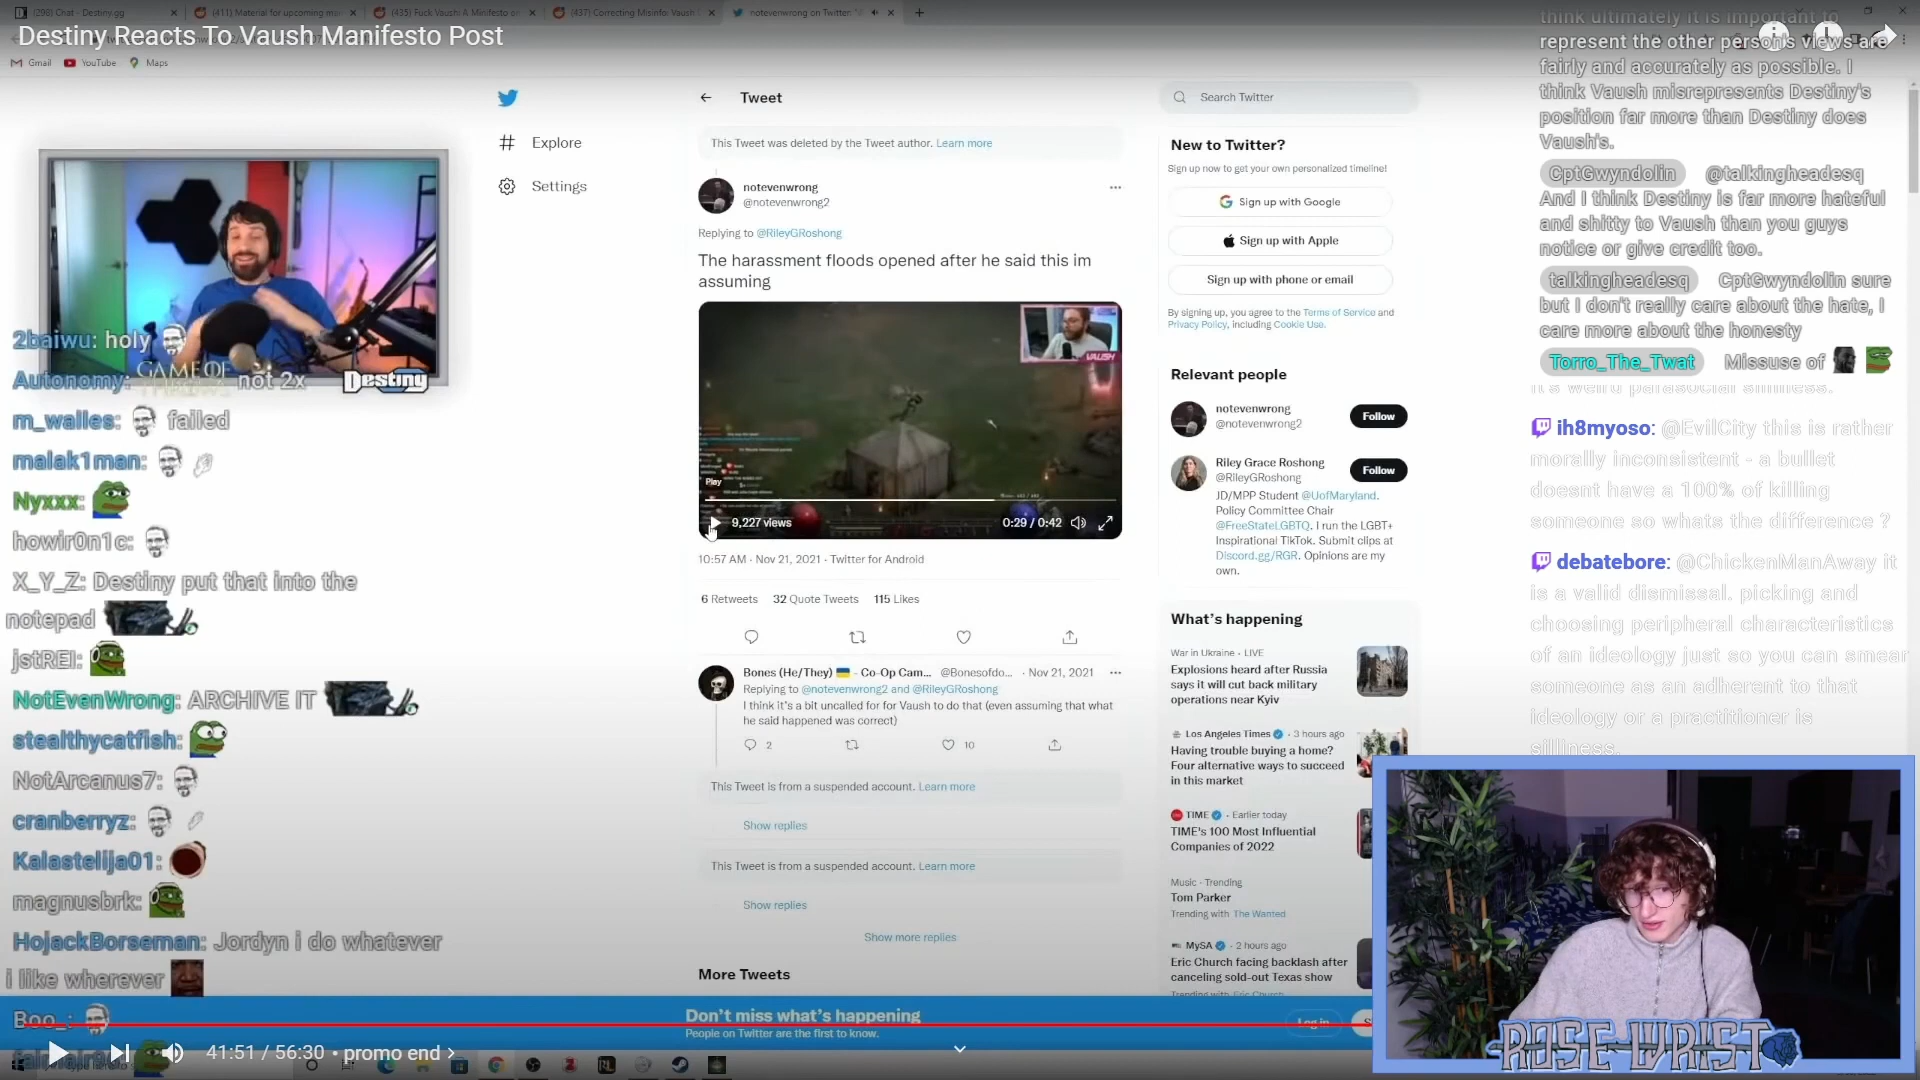 (298) Chat - Destiny.gg
(411) Material for upcoming ma
(435) Fuck Vaush! A Minifesto or
(437) Correcting Misinfo: Vaush
notevenwrong on Twitter: "
Destiny Reacts To Vaush Manifesto Post
Gmail
YouTube
Maps
2baiwu: holy
Autonomy: not 2x
GAME OF
Destiny
m_walles: failed
malak1man:
Nyxxx:
howir0n1c:
X_Y_Z: Destiny put that into the
notepad
jstREI:
NotEvenWrong: ARCHIVE IT
stealthycatfish:
NotArcanus7:
cranberryz:
Kalastelija01:
magnusbrk:
HojackBorseman: Jordyn i do whatever
i like wherever
Boo_:
41:51 / 56:30 • promo end
Explore
Settings
Tweet
This Tweet was deleted by the Tweet author. Learn more
notevenwrong
@notevenwrong2
Replying to @RileyGRoshong
The harassment floods opened after he said this im
assuming
VAUSH
Play
9,227 views
0:29 / 0:42
10:57 AM · Nov 21, 2021 · Twitter for Android
6 Retweets 32 Quote Tweets 115 Likes
Bones (He/They) - Co-Op Cam... @Bonesofdo... · Nov 21, 2021
Replying to @notevenwrong2 and @RileyGRoshong
I think it's a bit uncalled for for Vaush to do that (even assuming that what
he said happened was correct)
2
10
This Tweet is from a suspended account. Learn more
Show replies
This Tweet is from a suspended account. Learn more
Show replies
Show more replies
More Tweets
Don't miss what's happening
People on Twitter are the first to know.
Log in
Search Twitter
New to Twitter?
Sign up now to get your own personalized timeline!
Sign up with Google
Sign up with Apple
Sign up with phone or email
By signing up, you agree to the Terms of Service and
Privacy Policy, including Cookie Use.
Relevant people
notevenwrong
@notevenwrong2
Follow
Riley Grace Roshong
@RileyGRoshong
Follow
JD/MPP Student @UofMaryland.
Policy Committee Chair
@FreeStateLGBTQ. I run the LGBT+
Inspirational TikTok. Submit clips at
Discord.gg/RGR. Opinions are my
own.
What's happening
War in Ukraine · LIVE
Explosions heard after Russia
says it will cut back military
operations near Kyiv
Los Angeles Times · 3 hours ago
Having trouble buying a home?
Four alternative ways to succeed
in this market
TIME · Earlier today
TIME's 100 Most Influential
Companies of 2022
Music · Trending
Tom Parker
Trending with The Wanted
MySA · 2 hours ago
Eric Church facing backlash after
canceling sold-out Texas show
Trending with Eric Church
think ultimately it is important to
represent the other person's views as
fairly and accurately as possible. I
think Vaush misrepresents Destiny's
position far more than Destiny does
Vaush's.
CptGwyndolin @talkingheadesq
And I think Destiny is far more hateful
and shitty to Vaush than you guys
notice or give credit too.
talkingheadesq CptGwyndolin sure
but I don't really care about the hate, I
care more about the honesty
Torro_The_Twat Missuse of
it's weird parasocial silliness.
ih8myoso: @EvilCity this is rather
morally inconsistent - a bullet
doesnt have a 100% of killing
someone so whats the difference ?
debatebore: @ChickenManAway it
is a valid dismissal. picking and
choosing peripheral characteristics
of an ideology just so you can smear
someone as an adherent to that
ideology or a practitioner is
silliness.
ROSE WRIST